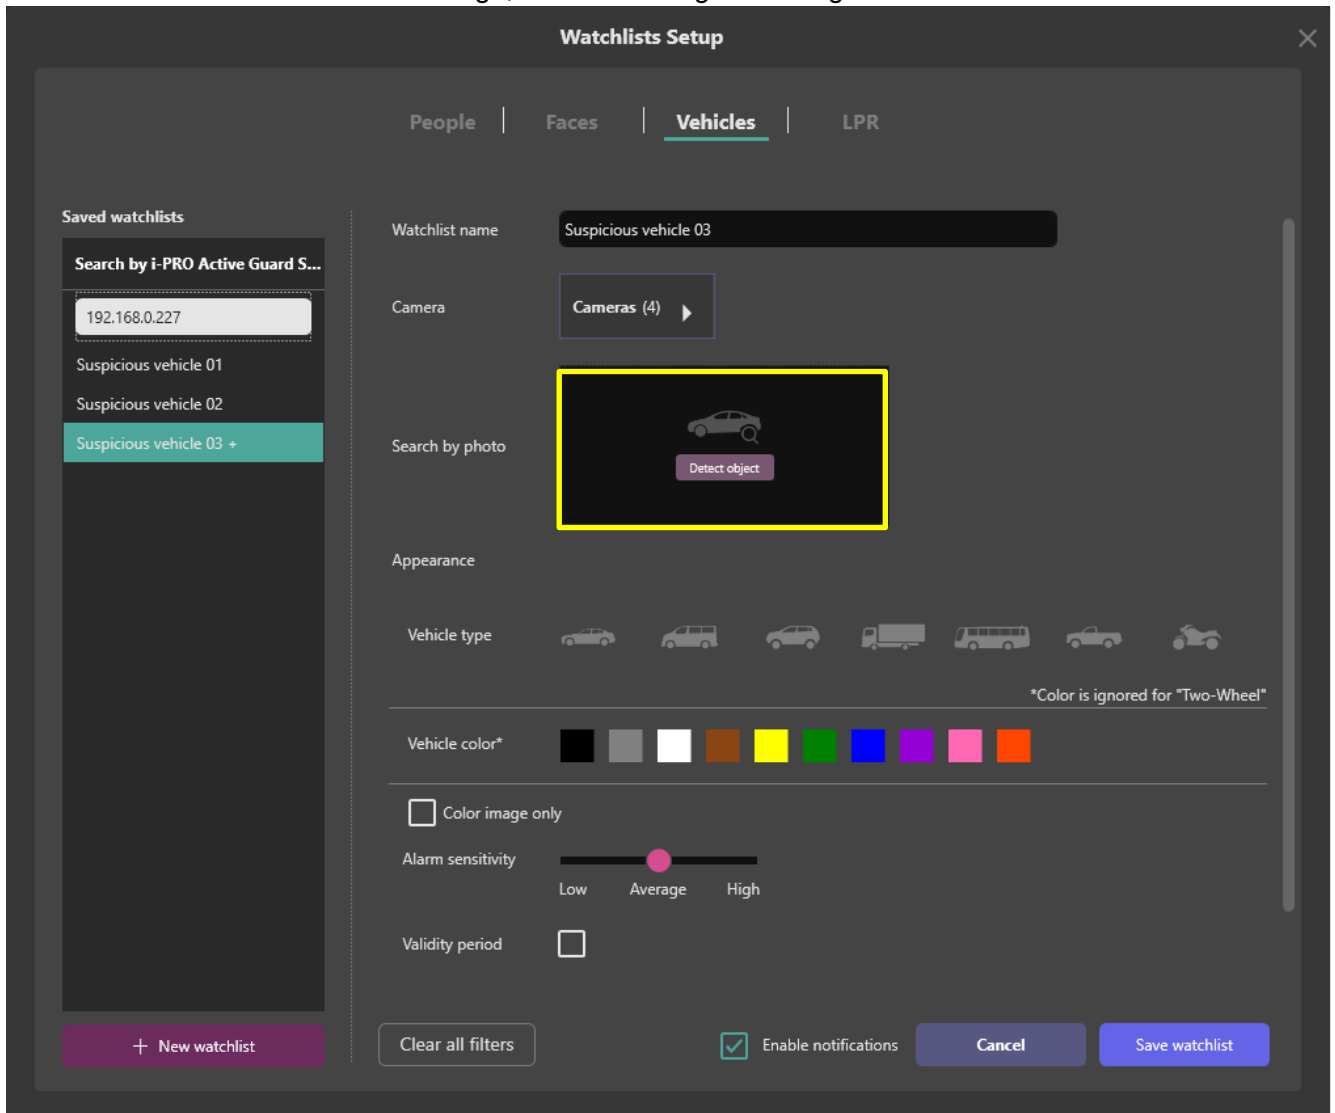 Watchlists Setup
People
Faces
Vehicles
LPR
Saved watchlists
Search by i-PRO Active Guard S...
192.168.0.227
Suspicious vehicle 01
Suspicious vehicle 02
Suspicious vehicle 03 +
+ New watchlist
Watchlist name
Suspicious vehicle 03
Camera
Cameras (4)
Search by photo
Detect object
Appearance
Vehicle type
*Color is ignored for "Two-Wheel"
Vehicle color*
Color image only
Alarm sensitivity
Low Average High
Validity period
Clear all filters
Enable notifications
Cancel
Save watchlist